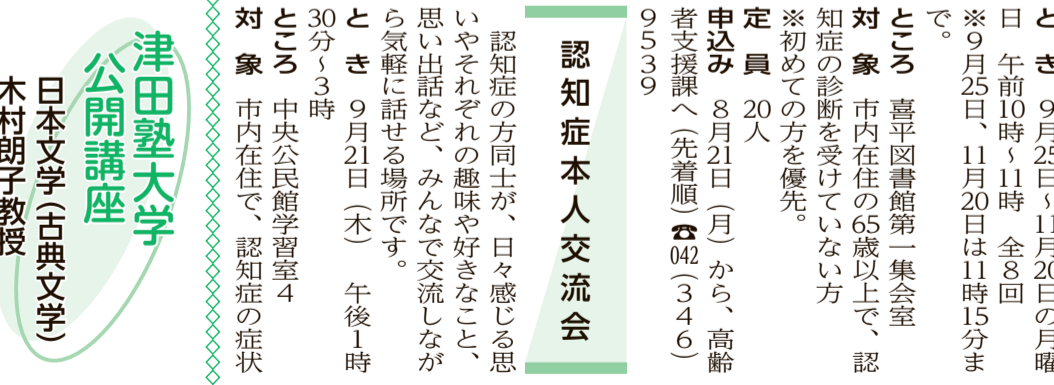 とき　９月25日～11月20日の月曜
日　午前10時～11時　全８回
※９月25日、11月20日は11時15分ま
で。
ところ　喜平図書館第一集会室
対　象　市内在住の65歳以上で、認
知症の診断を受けていない方
※初めての方を優先。
定　員　20人
申込み　８月21日（月）から、高齢
者支援課へ（先着順）☎042（３４６）
９５３９
認知症本人交流会
認知症の方同士が、日々感じる思
いやそれぞれの趣味や好きなこと、
思い出話など、みんなで交流しなが
ら気軽に話せる場所です。
と　き　９月21日（木）　午後１時
30分～３時
ところ　中央公民館学習室４
対　象　市内在住で、認知症の症状
津田塾大学
公開講座
日本文学（古典文学）
木村朗子教授